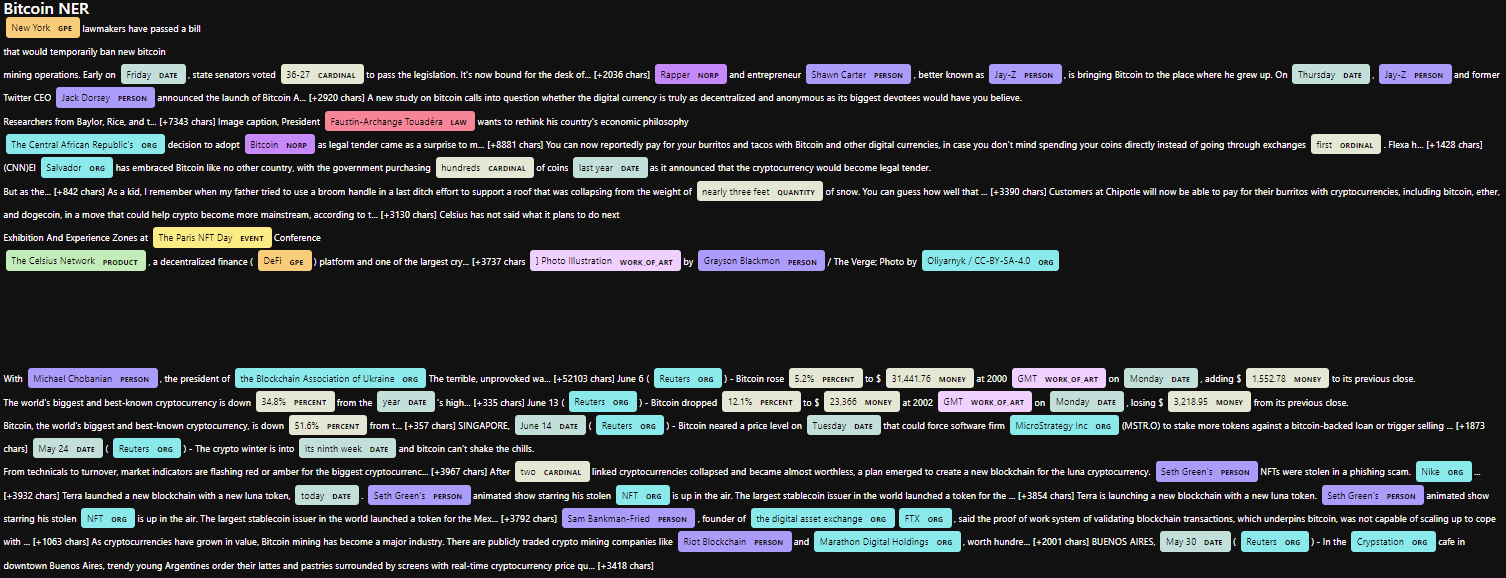 Bitcoin NER
New York GPE lawmakers have passed a bill
that would temporarily ban new bitcoin
mining operations. Early on Friday DATE , state senators voted 36-27 CARDINAL to pass the legislation. It's now bound for the desk of… [+2036 chars] Rapper NORP and entrepreneur Shawn Carter PERSON , better known as Jay-Z PERSON , is bringing Bitcoin to the place where he grew up. On Thursday DATE , Jay-Z PERSON and former
Twitter CEO Jack Dorsey PERSON announced the launch of Bitcoin A… [+2920 chars] A new study on bitcoin calls into question whether the digital currency is truly as decentralized and anonymous as its biggest devotees would have you believe.
Researchers from Baylor, Rice, and t… [+7343 chars] Image caption, President Faustin-Archange Touadéra LAW wants to rethink his country's economic philosophy
The Central African Republic's ORG decision to adopt Bitcoin NORP as legal tender came as a surprise to m… [+8881 chars] You can now reportedly pay for your burritos and tacos with Bitcoin and other digital currencies, in case you don't mind spending your coins directly instead of going through exchanges first ORDINAL . Flexa h… [+1428 chars]
(CNN)El Salvador ORG has embraced Bitcoin like no other country, with the government purchasing hundreds CARDINAL of coins last year DATE as it announced that the cryptocurrency would become legal tender.
But as the… [+842 chars] As a kid, I remember when my father tried to use a broom handle in a last ditch effort to support a roof that was collapsing from the weight of nearly three feet QUANTITY of snow. You can guess how well that … [+3390 chars] Customers at Chipotle will now be able to pay for their burritos with cryptocurrencies, including bitcoin, ether,
and dogecoin, in a move that could help crypto become more mainstream, according to t… [+3130 chars] Celsius has not said what it plans to do next
Exhibition And Experience Zones at The Paris NFT Day EVENT Conference
The Celsius Network PRODUCT , a decentralized finance ( DeFi GPE ) platform and one of the largest cry… [+3737 chars ] Photo Illustration WORK_OF_ART by Grayson Blackmon PERSON / The Verge; Photo by Oliyarnyk / CC-BY-SA-4.0 ORG
With Michael Chobanian PERSON , the president of the Blockchain Association of Ukraine ORG The terrible, unprovoked wa… [+52103 chars] June 6 ( Reuters ORG ) - Bitcoin rose 5.2% PERCENT to $ 31,441.76 MONEY at 2000 GMT WORK_OF_ART on Monday DATE , adding $ 1,552.78 MONEY to its previous close.
The world's biggest and best-known cryptocurrency is down 34.8% PERCENT from the year DATE 's high… [+335 chars] June 13 ( Reuters ORG ) - Bitcoin dropped 12.1% PERCENT to $ 23,366 MONEY at 2002 GMT WORK_OF_ART on Monday DATE , losing $ 3,218.95 MONEY from its previous close.
Bitcoin, the world's biggest and best-known cryptocurrency, is down 51.6% PERCENT from t… [+357 chars] SINGAPORE, June 14 DATE ( Reuters ORG ) - Bitcoin neared a price level on Tuesday DATE that could force software firm MicroStrategy Inc ORG (MSTR.O) to stake more tokens against a bitcoin-backed loan or trigger selling … [+1873
chars] May 24 DATE ( Reuters ORG ) - The crypto winter is into its ninth week DATE and bitcoin can't shake the chills.
From technicals to turnover, market indicators are flashing red or amber for the biggest cryptocurrenc… [+3967 chars] After two CARDINAL linked cryptocurrencies collapsed and became almost worthless, a plan emerged to create a new blockchain for the luna cryptocurrency. Seth Green's PERSON NFTs were stolen in a phishing scam. Nike ORG …
[+3932 chars] Terra launched a new blockchain with a new luna token, today DATE . Seth Green's PERSON animated show starring his stolen NFT ORG is up in the air. The largest stablecoin issuer in the world launched a token for the … [+3854 chars] Terra is launching a new blockchain with a new luna token. Seth Green's PERSON animated show
starring his stolen NFT ORG is up in the air. The largest stablecoin issuer in the world launched a token for the Mex… [+3792 chars] Sam Bankman-Fried PERSON , founder of the digital asset exchange ORG FTX ORG , said the proof of work system of validating blockchain transactions, which underpins bitcoin, was not capable of scaling up to cope
with … [+1063 chars] As cryptocurrencies have grown in value, Bitcoin mining has become a major industry. There are publicly traded crypto mining companies like Riot Blockchain PERSON and Marathon Digital Holdings ORG , worth hundre… [+2001 chars] BUENOS AIRES, May 30 DATE ( Reuters ORG ) - In the Crypstation ORG cafe in
downtown Buenos Aires, trendy young Argentines order their lattes and pastries surrounded by screens with real-time cryptocurrency price qu… [+3418 chars]